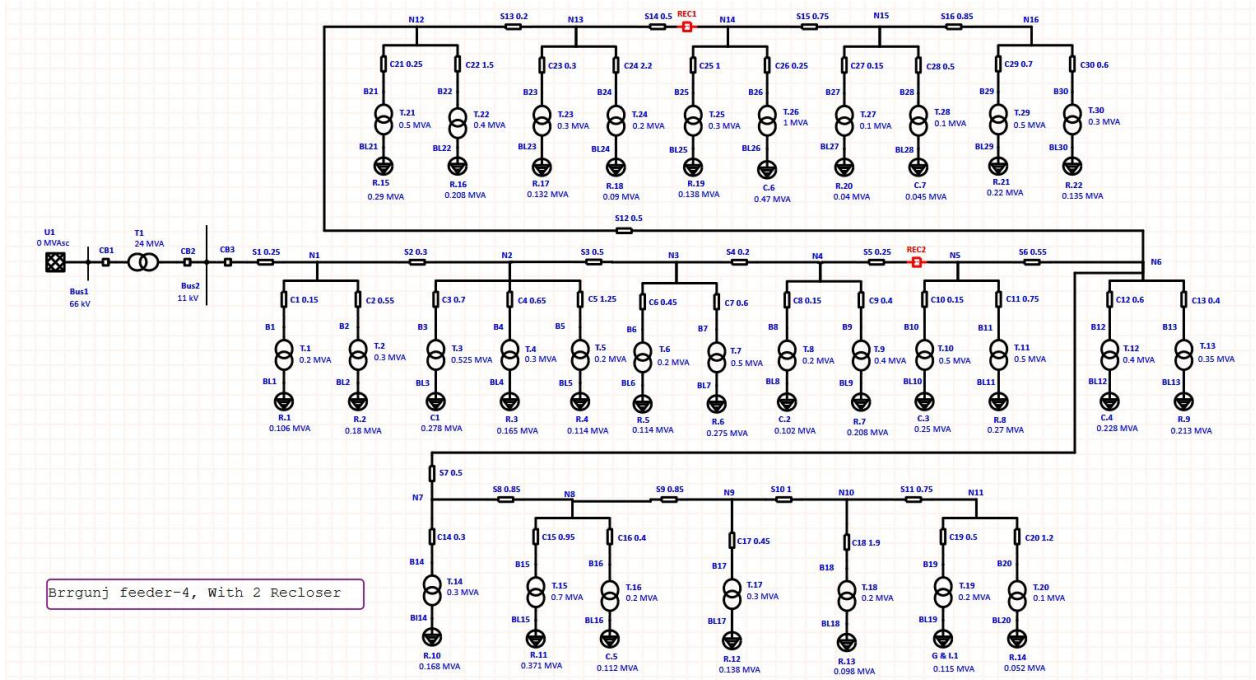 N12
S13 0.2
N13
S14 0.5
REC1
N14
S15 0.75
N15
S16 0.85
N16
C21 0.25
C22 1.5
C23 0.3
C24 2.2
C25 1
C26 0.25
C27 0.15
C28 0.5
C29 0.7
C30 0.6
B21
B22
B23
B24
B25
B26
B27
B28
B29
B30
T.21
0.5 MVA
T.22
0.4 MVA
T.23
0.3 MVA
T.24
0.2 MVA
T.25
0.3 MVA
T.26
1 MVA
T.27
0.1 MVA
T.28
0.1 MVA
T.29
0.5 MVA
T.30
0.3 MVA
BL21
BL22
BL23
BL24
BL25
BL26
BL27
BL28
BL29
BL30
R.15
0.29 MVA
R.16
0.208 MVA
R.17
0.132 MVA
R.18
0.09 MVA
R.19
0.138 MVA
C.6
0.47 MVA
R.20
0.04 MVA
C.7
0.045 MVA
R.21
0.22 MVA
R.22
0.135 MVA
S12 0.5
U1
0 MVAsc
CB1
T1
24 MVA
CB2
CB3
S1 0.25
N1
S2 0.3
N2
S3 0.5
N3
S4 0.2
N4
S5 0.25
REC2
N5
S6 0.55
N6
Bus1
66 kV
Bus2
11 kV
C1 0.15
C2 0.55
C3 0.7
C4 0.65
C5 1.25
C6 0.45
C7 0.6
C8 0.15
C9 0.4
C10 0.15
C11 0.75
C12 0.6
C13 0.4
B1
B2
B3
B4
B5
B6
B7
B8
B9
B10
B11
B12
B13
T.1
0.2 MVA
T.2
0.3 MVA
T.3
0.525 MVA
T.4
0.3 MVA
T.5
0.2 MVA
T.6
0.2 MVA
T.7
0.5 MVA
T.8
0.2 MVA
T.9
0.4 MVA
T.10
0.5 MVA
T.11
0.5 MVA
T.12
0.4 MVA
T.13
0.35 MVA
BL1
BL2
BL3
BL4
BL5
BL6
BL7
BL8
BL9
BL10
BL11
BL12
BL13
R.1
0.106 MVA
R.2
0.18 MVA
C1
0.278 MVA
R.3
0.165 MVA
R.4
0.114 MVA
R.5
0.114 MVA
R.6
0.275 MVA
C.2
0.102 MVA
R.7
0.208 MVA
C.3
0.25 MVA
R.8
0.27 MVA
C.4
0.228 MVA
R.9
0.213 MVA
S7 0.5
N7
S8 0.85
N8
S9 0.85
N9
S10 1
N10
S11 0.75
N11
C14 0.3
C15 0.95
C16 0.4
C17 0.45
C18 1.9
C19 0.5
C20 1.2
B14
B15
B16
B17
B18
B19
B20
T.14
0.3 MVA
T.15
0.7 MVA
T.16
0.2 MVA
T.17
0.3 MVA
T.18
0.2 MVA
T.19
0.2 MVA
T.20
0.1 MVA
Bl14
BL15
BL16
BL17
BL18
BL19
BL20
R.10
0.168 MVA
R.11
0.371 MVA
C.5
0.112 MVA
R.12
0.138 MVA
R.13
0.098 MVA
G & I.1
0.115 MVA
R.14
0.052 MVA
Brrgunj feeder-4, With 2 Recloser